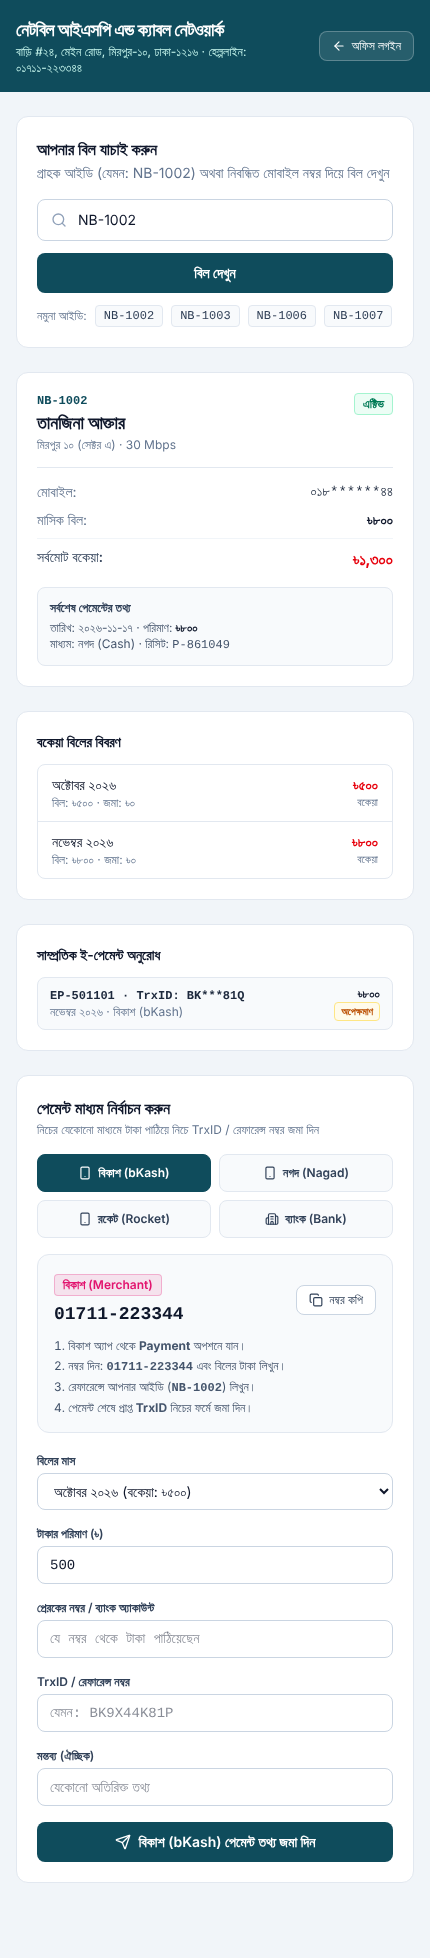 নেটবিল আইএসপি এন্ড ক্যাবল নেটওয়ার্ক
বাড়ি #২৪, মেইন রোড, মিরপুর-১০, ঢাকা-১২১৬ · হেল্পলাইন:
০১৭১১-২২৩৩৪৪
অফিস লগইন
আপনার বিল যাচাই করুন
গ্রাহক আইডি (যেমন: NB-1002) অথবা নিবন্ধিত মোবাইল নম্বর দিয়ে বিল দেখুন
NB-1002
বিল দেখুন
নমুনা আইডি: NB-1002 NB-1003 NB-1006 NB-1007
NB-1002
এক্টিভ
তানজিনা আক্তার
মিরপুর ১০ (সেক্টর এ) · 30 Mbps
মোবাইল: ০১৮******৪৪
মাসিক বিল: ৳৮০০
সর্বমোট বকেয়া: ৳১,৩০০
সর্বশেষ পেমেন্টের তথ্য
তারিখ: ২০২৬-১১-১৭ · পরিমাণ: ৳৮০০
মাধ্যম: নগদ (Cash) · রিসিট: P-861049
বকেয়া বিলের বিবরণ
অক্টোবর ২০২৬ ৳৫০০
বিল: ৳৫০০ · জমা: ৳০ বকেয়া
নভেম্বর ২০২৬ ৳৮০০
বিল: ৳৮০০ · জমা: ৳০ বকেয়া
সাম্প্রতিক ই-পেমেন্ট অনুরোধ
EP-501101 · TrxID: BK***81Q ৳৮০০
নভেম্বর ২০২৬ · বিকাশ (bKash) অপেক্ষমাণ
পেমেন্ট মাধ্যম নির্বাচন করুন
নিচের যেকোনো মাধ্যমে টাকা পাঠিয়ে নিচে TrxID / রেফারেন্স নম্বর জমা দিন
বিকাশ (bKash) নগদ (Nagad)
রকেট (Rocket) ব্যাংক (Bank)
বিকাশ (Merchant)
01711-223344
নম্বর কপি
1. বিকাশ অ্যাপ থেকে Payment অপশনে যান।
2. নম্বর দিন: 01711-223344 এবং বিলের টাকা লিখুন।
3. রেফারেন্সে আপনার আইডি (NB-1002) লিখুন।
4. পেমেন্ট শেষে প্রাপ্ত TrxID নিচের ফর্মে জমা দিন।
বিলের মাস
অক্টোবর ২০২৬ (বকেয়া: ৳৫০০)
টাকার পরিমাণ (৳)
500
প্রেরকের নম্বর / ব্যাংক অ্যাকাউন্ট
যে নম্বর থেকে টাকা পাঠিয়েছেন
TrxID / রেফারেন্স নম্বর
যেমন: BK9X44K81P
মন্তব্য (ঐচ্ছিক)
যেকোনো অতিরিক্ত তথ্য
বিকাশ (bKash) পেমেন্ট তথ্য জমা দিন